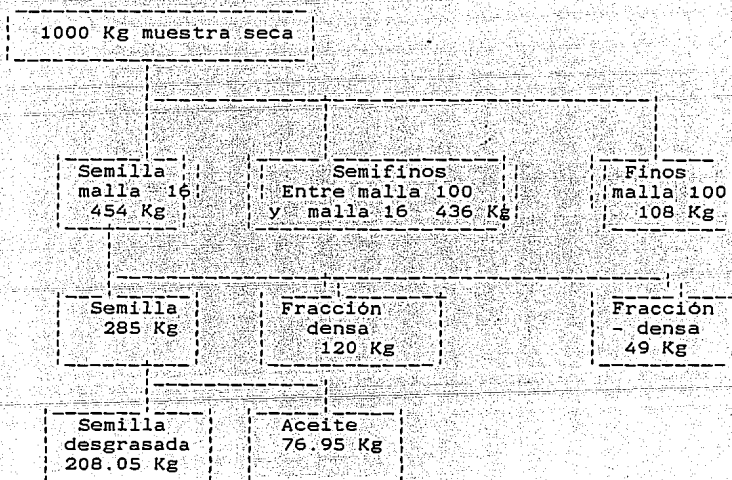 1000 Kg muestra seca
Semilla
malla 16
454 Kg
Semifinos
Entre malla 100
y malla 16 436 Kg
Finos
malla 100
108 Kg
Semilla
285 Kg
Fracción
densa
120 Kg
Fracción
- densa
49 Kg
Semilla
desgrasada
208.05 Kg
Aceite
76.95 Kg